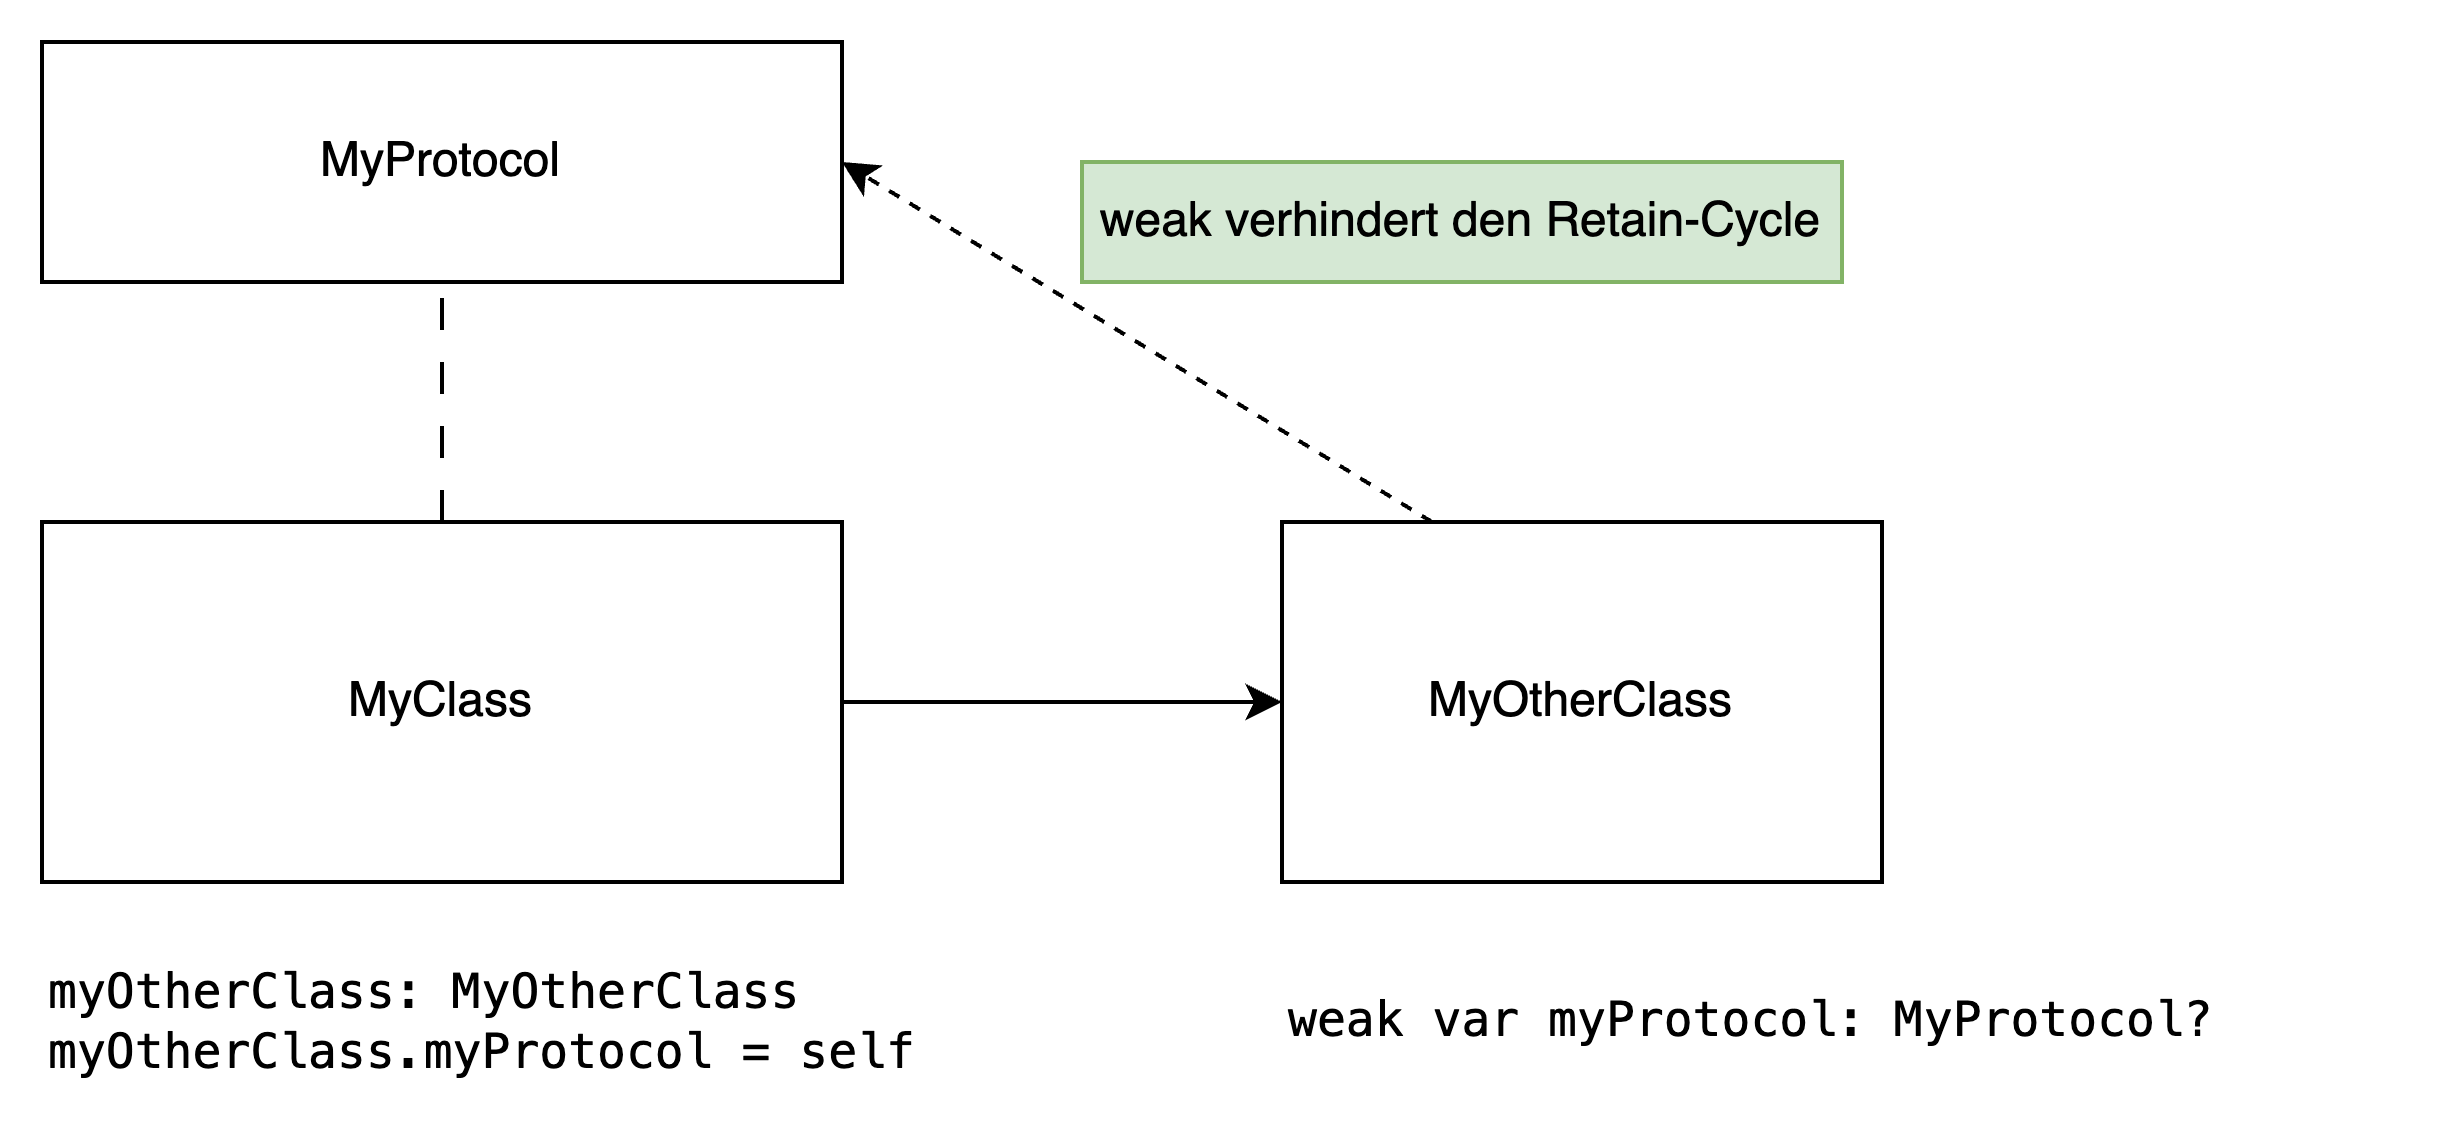 MyProtocol
weak verhindert den Retain-Cycle
MyClass
MyOtherClass
myOtherClass: MyOtherClass
myOtherClass.myProtocol = self
weak var myProtocol: MyProtocol?